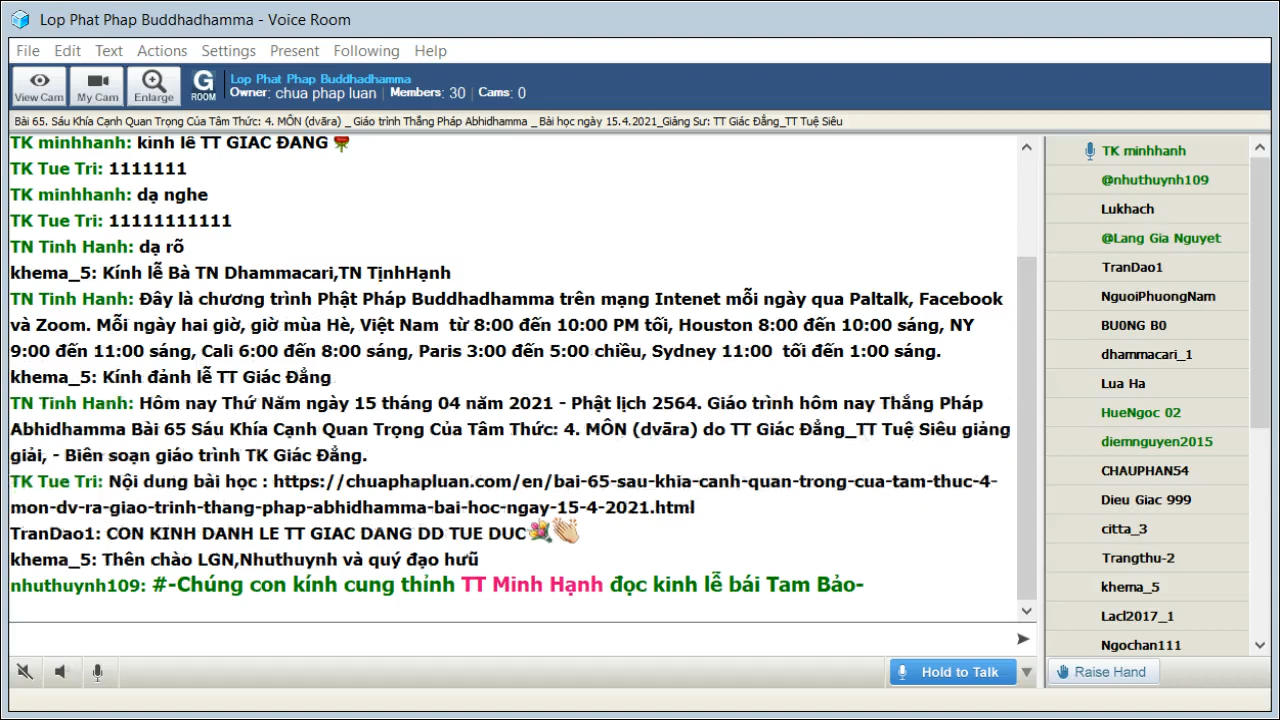 Lop Phat Phap Buddhadhamma - Voice Room
File Edit Text Actions Settings Present Following Help
View Cam My Cam Enlarge G ROOM
Lop Phat Phap Buddhadhamma
Owner: chua phap luan Members: 30 Cams: 0
Bài 65. Sáu Khía Cạnh Quan Trọng Của Tâm Thức: 4. MÔN (dvāra) _ Giáo trình Thắng Pháp Abhidhamma _ Bài học ngày 15.4.2021_Giảng Sư: TT Giác Đẳng_TT Tuệ Siêu
TK minhhanh: kinh lê TT GIAC ĐANG
TK Tue Tri: 1111111
TK minhhanh: dạ nghe
TK Tue Tri: 11111111111
TN Tinh Hanh: dạ rõ
khema_5: Kính lễ Bà TN Dhammacari,TN TịnhHạnh
TN Tinh Hanh: Đây là chương trình Phật Pháp Buddhadhamma trên mạng Intenet mỗi ngày qua Paltalk, Facebook
và Zoom. Mỗi ngày hai giờ, giờ mùa Hè, Việt Nam từ 8:00 đến 10:00 PM tối, Houston 8:00 đến 10:00 sáng, NY
9:00 đến 11:00 sáng, Cali 6:00 đến 8:00 sáng, Paris 3:00 đến 5:00 chiều, Sydney 11:00 tối đến 1:00 sáng.
khema_5: Kính đảnh lễ TT Giác Đẳng
TN Tinh Hanh: Hôm nay Thứ Năm ngày 15 tháng 04 năm 2021 - Phật lịch 2564. Giáo trình hôm nay Thắng Pháp
Abhidhamma Bài 65 Sáu Khía Cạnh Quan Trọng Của Tâm Thức: 4. MÔN (dvāra) do TT Giác Đẳng_TT Tuệ Siêu giảng
giải, - Biên soạn giáo trình TK Giác Đẳng.
TK Tue Tri: Nội dung bài học : https://chuaphapluan.com/en/bai-65-sau-khia-canh-quan-trong-cua-tam-thuc-4-
mon-dv-ra-giao-trinh-thang-phap-abhidhamma-bai-hoc-ngay-15-4-2021.html
TranDao1: CON KINH DANH LE TT GIAC DANG DD TUE DUC
khema_5: Thên chào LGN,Nhuthuynh và quý đạo hưũ
nhuthuynh109: #-Chúng con kính cung thỉnh TT Minh Hạnh đọc kinh lễ bái Tam Bảo-
TK minhhanh
@nhuthuynh109
Lukhach
@Lang Gia Nguyet
TranDao1
NguoiPhuongNam
BU0NG B0
dhammacari_1
Lua Ha
HueNgoc 02
diemnguyen2015
CHAUPHAN54
Dieu Giac 999
citta_3
Trangthu-2
khema_5
Lacl2017_1
Ngochan111
Hold to Talk
Raise Hand